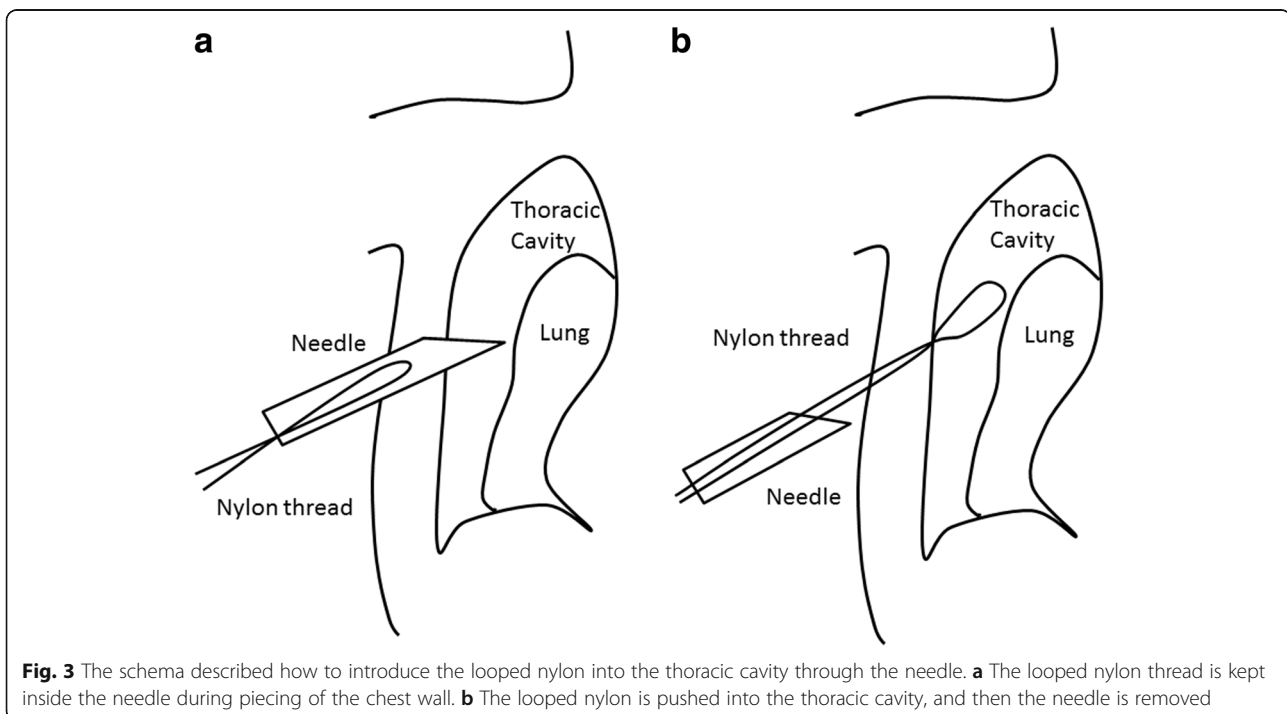 a
Thoracic
Cavity
Needle
Lung
Nylon thread
b
Thoracic
Cavity
Nylon thread
Lung
Needle
Fig. 3 The schema described how to introduce the looped nylon into the thoracic cavity through the needle. a The looped nylon thread is kept
inside the needle during piecing of the chest wall. b The looped nylon is pushed into the thoracic cavity, and then the needle is removed